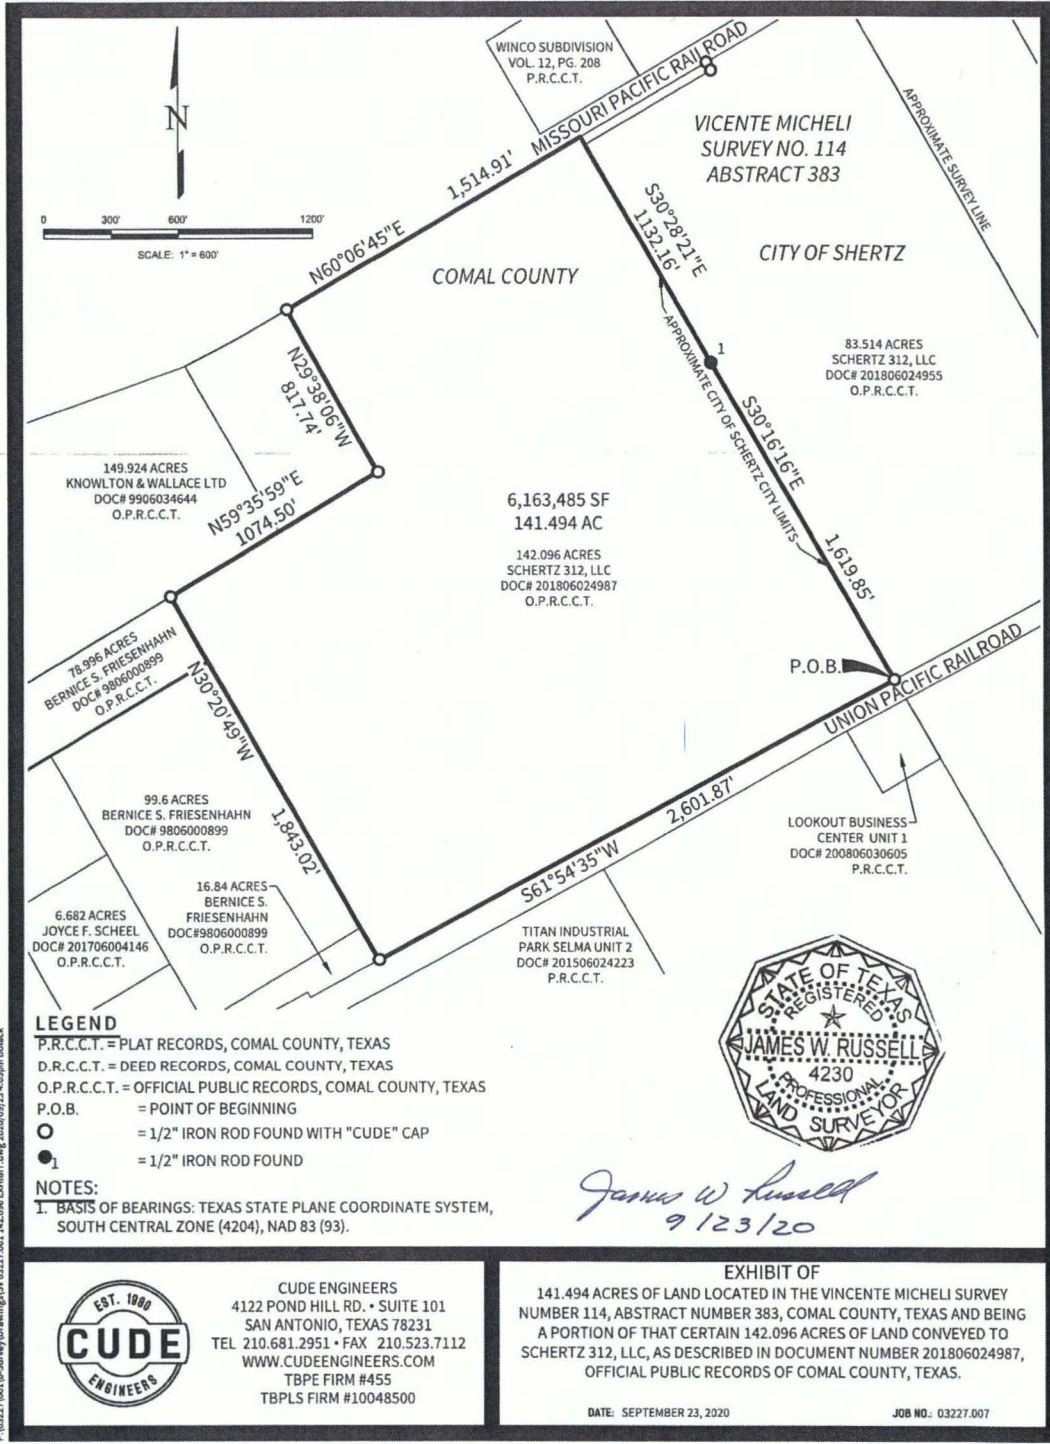 WINCO SUBDIVISION
VOL. 12, PG. 208
P.R.C.C.T.
MISSOURI PACIFIC RAILROAD
N
0 300' 600' 1200'
SCALE: 1" = 600'
VICENTE MICHELI
SURVEY NO. 114
ABSTRACT 383
APPROXIMATE SURVEY LINE
N60°06'45"E
1,514.91'
S30°28'21"E
1132.16'
COMAL COUNTY
CITY OF SHERTZ
APPROXIMATE CITY OF SCHERTZ CITY LIMITS
1
83.514 ACRES
SCHERTZ 312, LLC
DOC# 201806024955
O.P.R.C.C.T.
N29°38'06"W
817.74'
S30°16'16"E
1,619.85'
149.924 ACRES
KNOWLTON & WALLACE LTD
DOC# 9906034644
O.P.R.C.C.T.
N59°35'59"E
1074.50'
6,163,485 SF
141.494 AC
142.096 ACRES
SCHERTZ 312, LLC
DOC# 201806024987
O.P.R.C.C.T.
78.996 ACRES
BERNICE S. FRIESENHAHN
DOC# 9806000899
O.P.R.C.C.T.
P.O.B.
UNION PACIFIC RAILROAD
N30°20'49"W
1,843.02'
99.6 ACRES
BERNICE S. FRIESENHAHN
DOC# 9806000899
O.P.R.C.C.T.
2,601.87'
S61°54'35"W
LOOKOUT BUSINESS
CENTER UNIT 1
DOC# 200806030605
P.R.C.C.T.
16.84 ACRES
BERNICE S.
FRIESENHAHN
DOC#9806000899
O.P.R.C.C.T.
6.682 ACRES
JOYCE F. SCHEEL
DOC# 201706004146
O.P.R.C.C.T.
TITAN INDUSTRIAL
PARK SELMA UNIT 2
DOC# 201506024223
P.R.C.C.T.
STATE OF TEXAS
REGISTERED
JAMES W. RUSSELL
4230
PROFESSIONAL
LAND SURVEYOR
LEGEND
P.R.C.C.T. = PLAT RECORDS, COMAL COUNTY, TEXAS
D.R.C.C.T. = DEED RECORDS, COMAL COUNTY, TEXAS
O.P.R.C.C.T. = OFFICIAL PUBLIC RECORDS, COMAL COUNTY, TEXAS
P.O.B. = POINT OF BEGINNING
= 1/2" IRON ROD FOUND WITH "CUDE" CAP
1 = 1/2" IRON ROD FOUND
NOTES:
1. BASIS OF BEARINGS: TEXAS STATE PLANE COORDINATE SYSTEM,
SOUTH CENTRAL ZONE (4204), NAD 83 (93).
James W Russell
9/23/20
EST. 1980
CUDE
ENGINEERS
CUDE ENGINEERS
4122 POND HILL RD. • SUITE 101
SAN ANTONIO, TEXAS 78231
TEL 210.681.2951 • FAX 210.523.7112
WWW.CUDEENGINEERS.COM
TBPE FIRM #455
TBPLS FIRM #10048500
EXHIBIT OF
141.494 ACRES OF LAND LOCATED IN THE VINCENTE MICHELI SURVEY
NUMBER 114, ABSTRACT NUMBER 383, COMAL COUNTY, TEXAS AND BEING
A PORTION OF THAT CERTAIN 142.096 ACRES OF LAND CONVEYED TO
SCHERTZ 312, LLC, AS DESCRIBED IN DOCUMENT NUMBER 201806024987,
OFFICIAL PUBLIC RECORDS OF COMAL COUNTY, TEXAS.
DATE: SEPTEMBER 23, 2020
JOB NO.: 03227.007